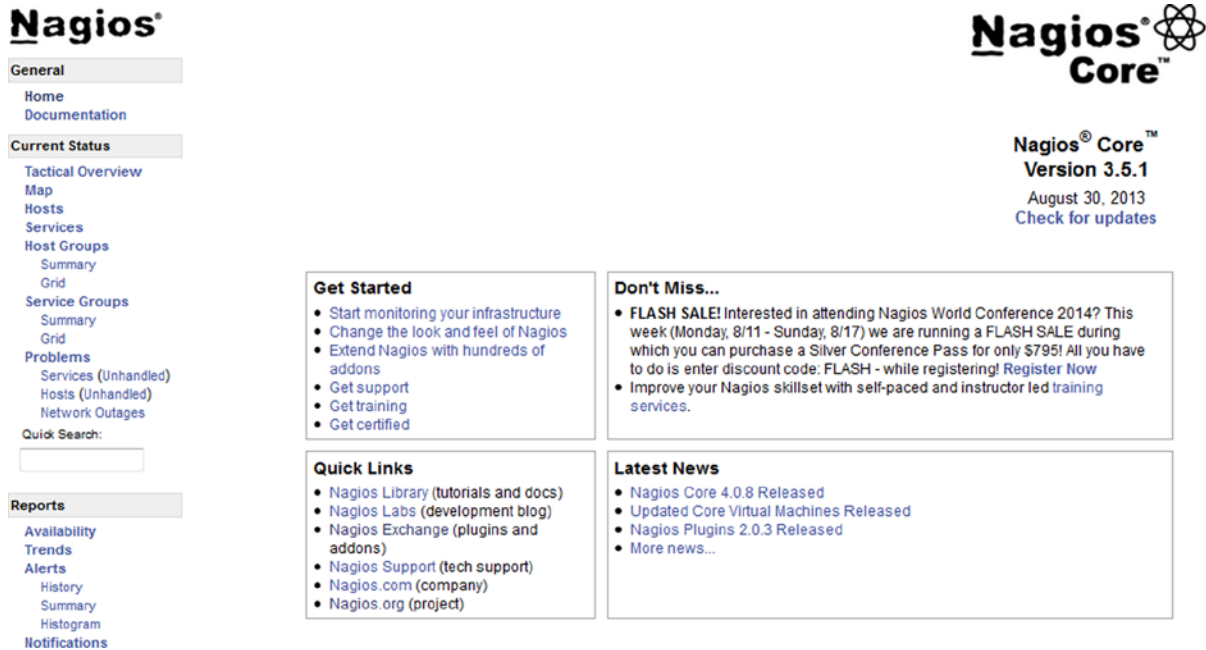 Nagios®
General
Home
Documentation
Current Status
Tactical Overview
Map
Hosts
Services
Host Groups
Summary
Grid
Service Groups
Summary
Grid
Problems
Services (Unhandled)
Hosts (Unhandled)
Network Outages
Quick Search:
Reports
Availability
Trends
Alerts
History
Summary
Histogram
Notifications
Nagios®
Core™
Nagios® Core™
Version 3.5.1
August 30, 2013
Check for updates
Get Started
• Start monitoring your infrastructure
• Change the look and feel of Nagios
• Extend Nagios with hundreds of
addons
• Get support
• Get training
• Get certified
Don't Miss...
• FLASH SALE! Interested in attending Nagios World Conference 2014? This
week (Monday, 8/11 - Sunday, 8/17) we are running a FLASH SALE during
which you can purchase a Silver Conference Pass for only $795! All you have
to do is enter discount code: FLASH - while registering! Register Now
• Improve your Nagios skillset with self-paced and instructor led training
services.
Quick Links
• Nagios Library (tutorials and docs)
• Nagios Labs (development blog)
• Nagios Exchange (plugins and
addons)
• Nagios Support (tech support)
• Nagios.com (company)
• Nagios.org (project)
Latest News
• Nagios Core 4.0.8 Released
• Updated Core Virtual Machines Released
• Nagios Plugins 2.0.3 Released
• More news...